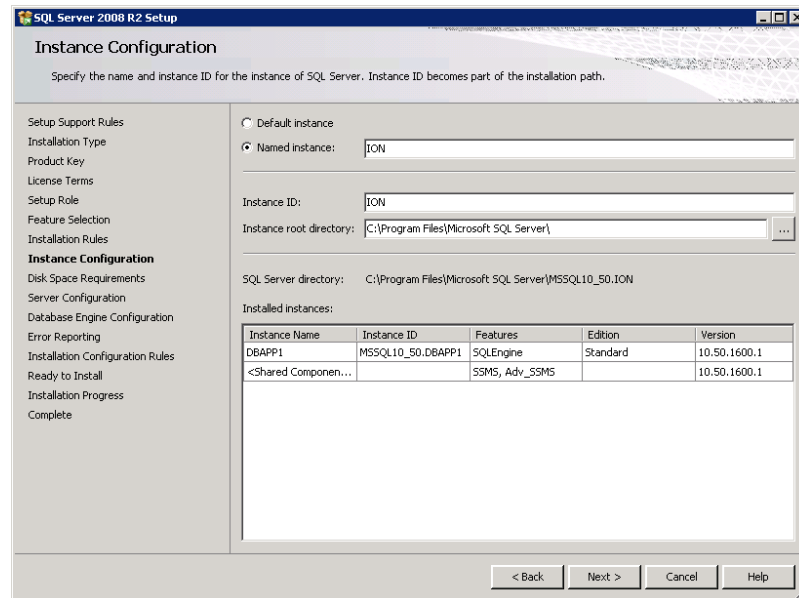 SQL Server 2008 R2 Setup
Instance Configuration
Specify the name and instance ID for the instance of SQL Server. Instance ID becomes part of the installation path.
Setup Support Rules
Installation Type
Product Key
License Terms
Setup Role
Feature Selection
Installation Rules
Instance Configuration
Disk Space Requirements
Server Configuration
Database Engine Configuration
Error Reporting
Installation Configuration Rules
Ready to Install
Installation Progress
Complete
Default instance
Named instance: ION
Instance ID: ION
Instance root directory: C:\Program Files\Microsoft SQL Server\ ...
SQL Server directory: C:\Program Files\Microsoft SQL Server\MSSQL10_50.ION
Installed instances:
Instance Name Instance ID Features Edition Version
DBAPP1 MSSQL10_50.DBAPP1 SQLEngine Standard 10.50.1600.1
<Shared Componen... SSMS, Adv_SSMS 10.50.1600.1
< Back Next > Cancel Help